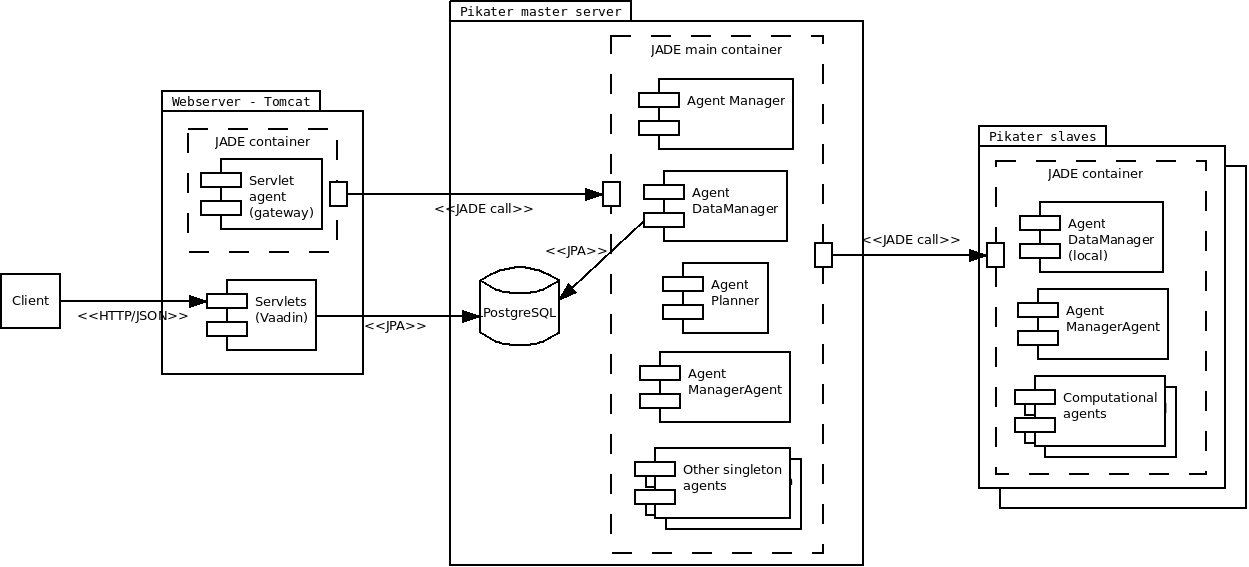 Pikater master server
JADE main container
Agent Manager
Webserver - Tomcat
JADE container
Servlet
agent
(gateway)
<<JADE call>>
Agent
DataManager
<<JPA>>
Agent
Planner
PostgreSQL
Client
<<HTTP/JSON>>
Servlets
(Vaadin)
<<JPA>>
Agent
ManagerAgent
Other singleton
agents
<<JADE call>>
Pikater slaves
JADE container
Agent
DataManager
(local)
Agent
ManagerAgent
Computational
agents